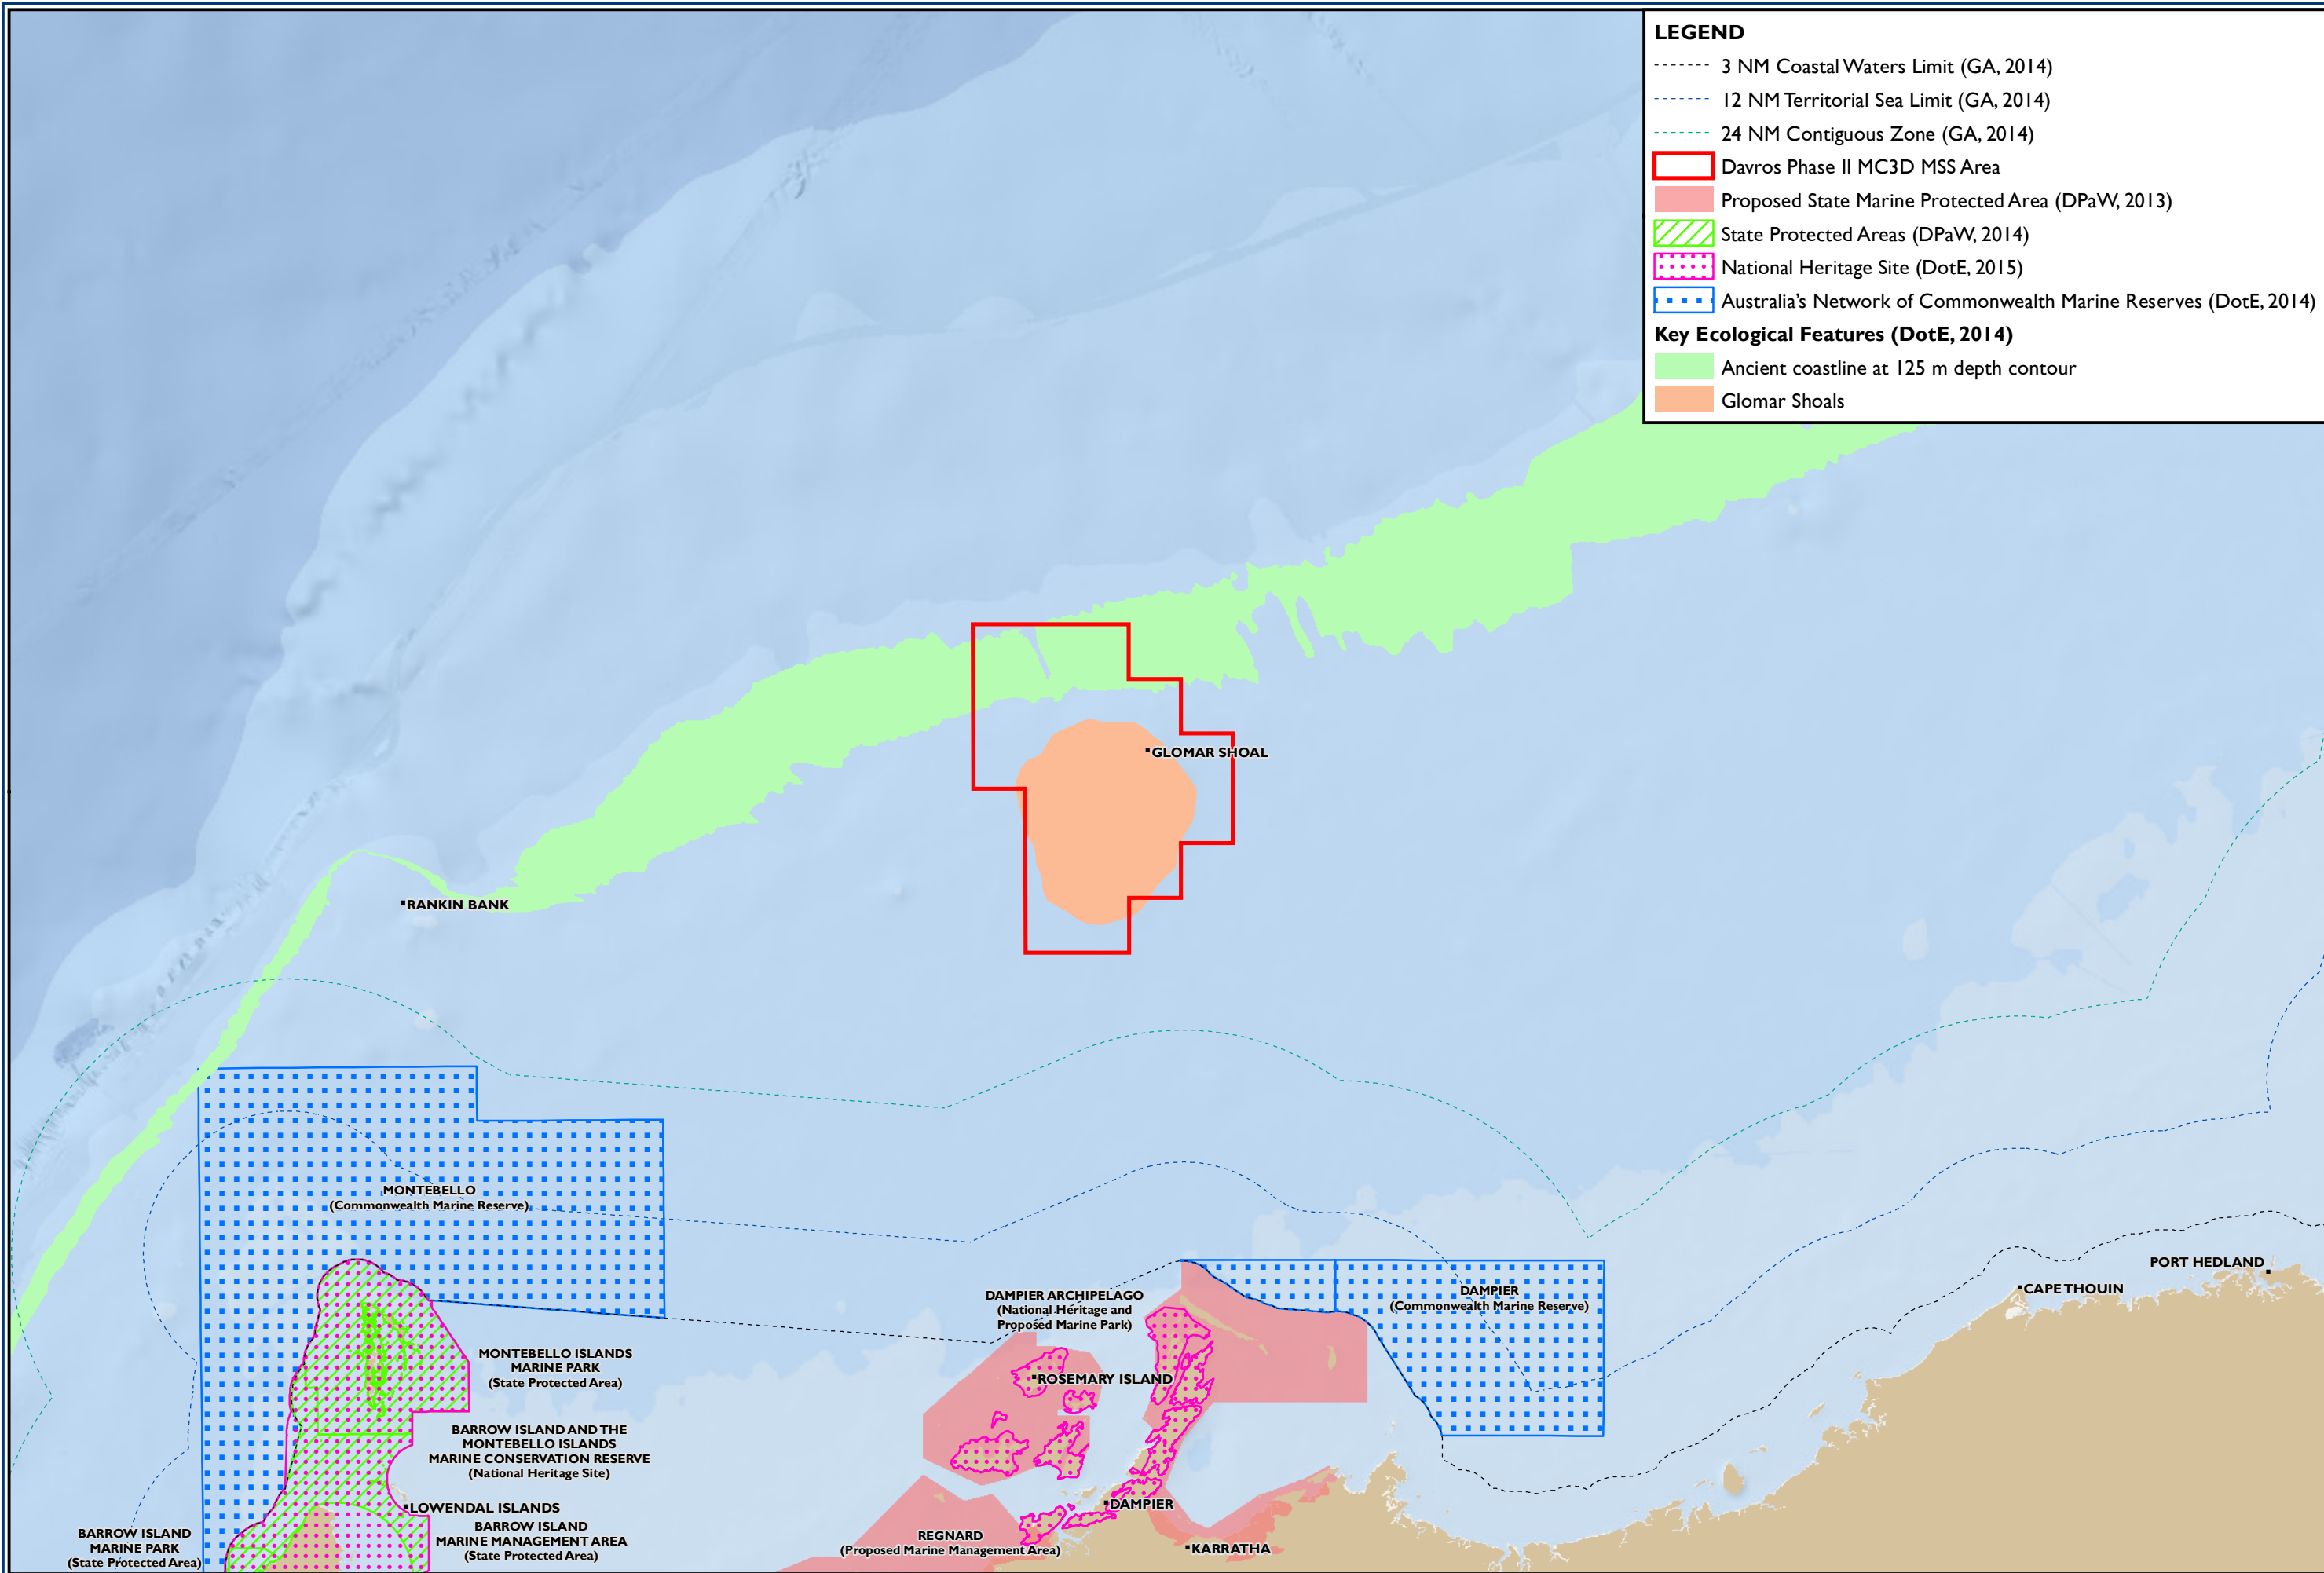 LEGEND
3 NM Coastal Waters Limit (GA, 2014)
12 NM Territorial Sea Limit (GA, 2014)
24 NM Contiguous Zone (GA, 2014)
Davros Phase II MC3D MSS Area
Proposed State Marine Protected Area (DPaW, 2013)
State Protected Areas (DPaW, 2014)
National Heritage Site (DotE, 2015)
Australia's Network of Commonwealth Marine Reserves (DotE, 2014)
Key Ecological Features (DotE, 2014)
Ancient coastline at 125 m depth contour
Glomar Shoals
GLOMAR SHOAL
RANKIN BANK
MONTEBELLO
(Commonwealth Marine Reserve)
DAMPIER ARCHIPELAGO
(National Heritage and
Proposed Marine Park)
DAMPIER
(Commonwealth Marine Reserve)
PORT HEDLAND
CAPE THOUIN
MONTEBELLO ISLANDS
MARINE PARK
(State Protected Area)
ROSEMARY ISLAND
BARROW ISLAND AND THE
MONTEBELLO ISLANDS
MARINE CONSERVATION RESERVE
(National Heritage Site)
LOWENDAL ISLANDS
BARROW ISLAND
MARINE MANAGEMENT AREA
(State Protected Area)
BARROW ISLAND
MARINE PARK
(State Protected Area)
DAMPIER
REGNARD
(Proposed Marine Management Area)
KARRATHA